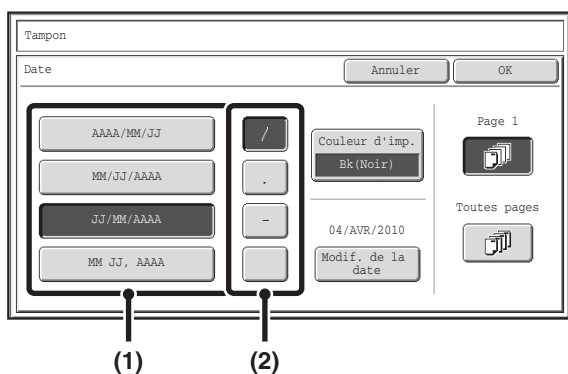 Tampon
Date
Annuler
OK
AAAA/MM/JJ
MM/JJ/AAAA
JJ/MM/AAAA
MM JJ, AAAA
/
.
-
Couleur d'imp.
Bk(Noir)
04/AVR/2010
Modif. de la
date
Page 1
Toutes pages
(1)
(2)